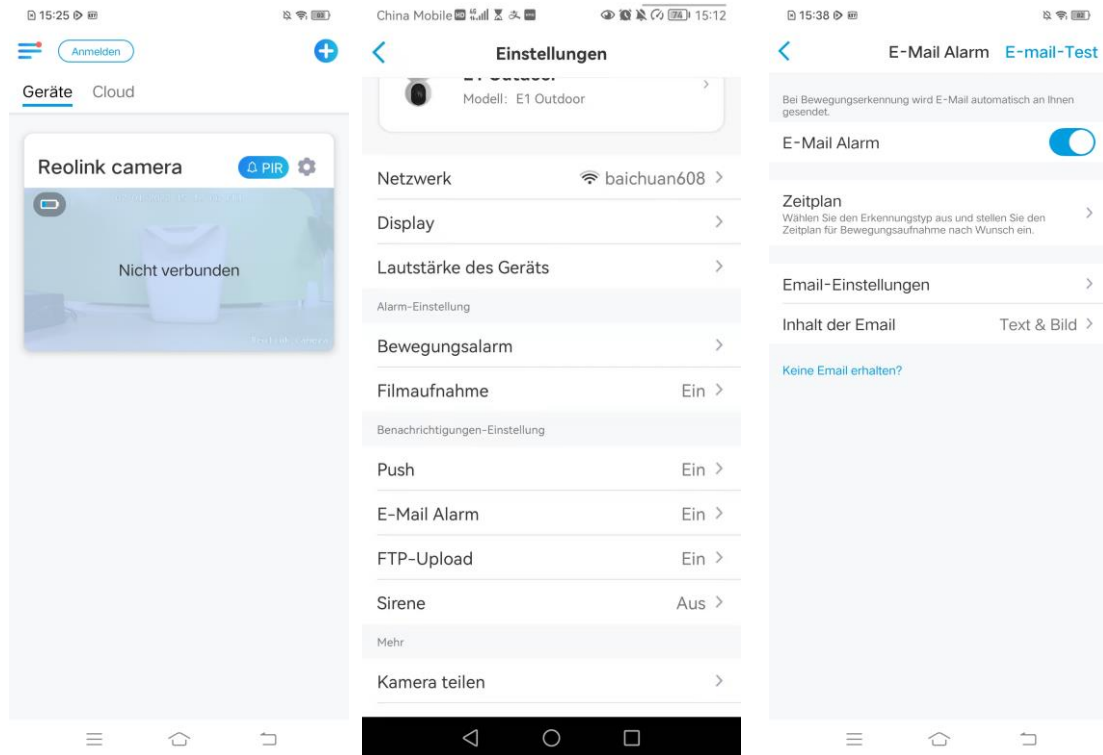 15:25
Anmelden
Geräte Cloud
Reolink camera
PIR
Nicht verbunden
China Mobile
74 15:12
Einstellungen
E1 Outdoor
Modell: E1 Outdoor
Netzwerk baichuan608
Display
Lautstärke des Geräts
Alarm-Einstellung
Bewegungsalarm
Filmaufnahme Ein
Benachrichtigungen-Einstellung
Push Ein
E-Mail Alarm Ein
FTP-Upload Ein
Sirene Aus
Mehr
Kamera teilen
15:38
E-Mail Alarm E-mail-Test
Bei Bewegungserkennung wird E-Mail automatisch an Ihnen
gesendet.
E-Mail Alarm
Zeitplan
Wählen Sie den Erkennungstyp aus und stellen Sie den
Zeitplan für Bewegungsaufnahme nach Wunsch ein.
Email-Einstellungen
Inhalt der Email Text & Bild
Keine Email erhalten?